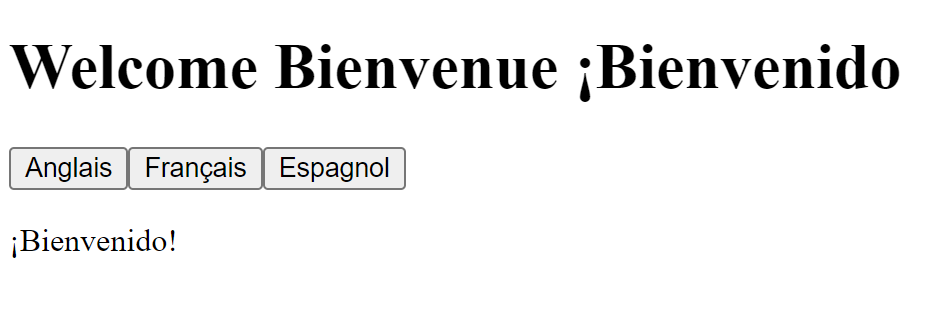 Welcome Bienvenue ¡Bienvenido
Anglais Français Espagnol
¡Bienvenido!